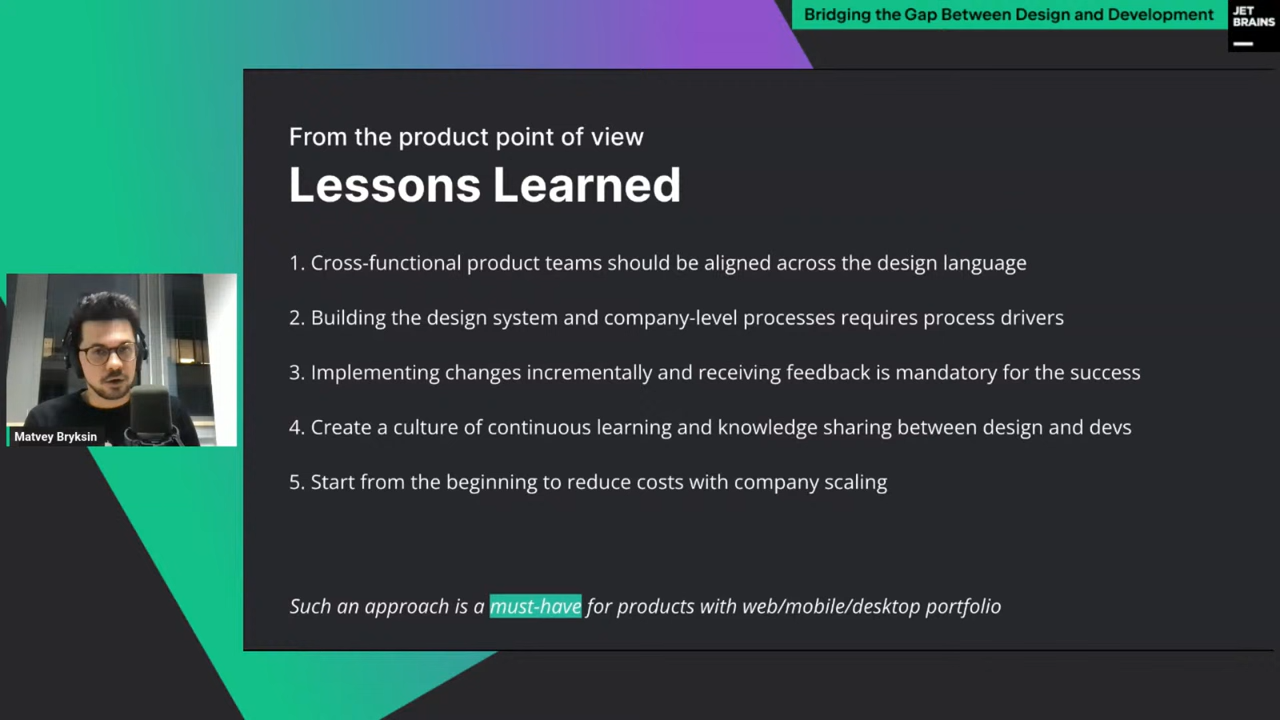 Bridging the Gap Between Design and Development
JET
BRAINS
From the product point of view
Lessons Learned
1. Cross-functional product teams should be aligned across the design language
2. Building the design system and company-level processes requires process drivers
3. Implementing changes incrementally and receiving feedback is mandatory for the success
4. Create a culture of continuous learning and knowledge sharing between design and devs
5. Start from the beginning to reduce costs with company scaling
Matvey Bryksin
Such an approach is a must-have for products with web/mobile/desktop portfolio